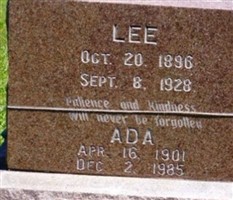 LEE
OCT. 20, 1896
SEPT. 8, 1928
patience and kindness
will never be forgotten
ADA
APR. 16, 1901
DEC. 2, 1985